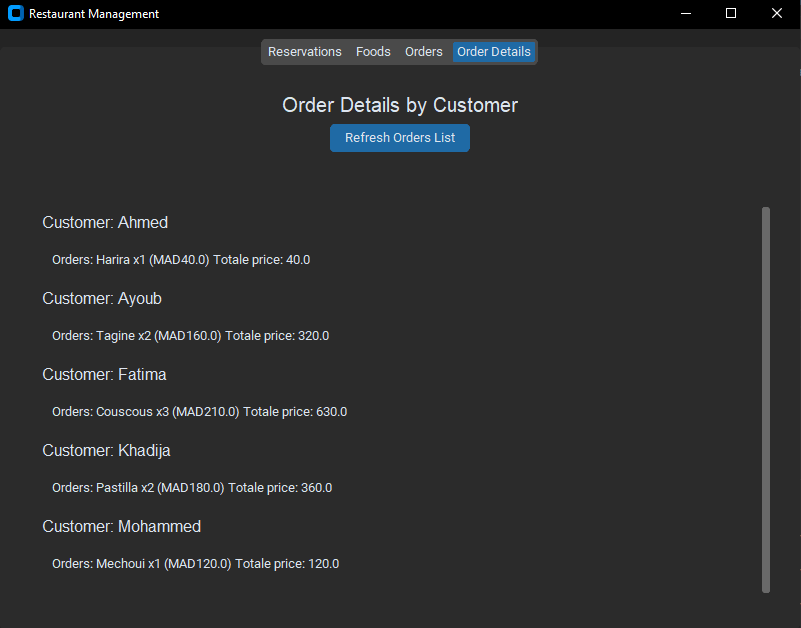 Restaurant Management
Reservations Foods Orders Order Details
Order Details by Customer
Refresh Orders List
Customer: Ahmed
Orders: Harira x1 (MAD40.0) Totale price: 40.0
Customer: Ayoub
Orders: Tagine x2 (MAD160.0) Totale price: 320.0
Customer: Fatima
Orders: Couscous x3 (MAD210.0) Totale price: 630.0
Customer: Khadija
Orders: Pastilla x2 (MAD180.0) Totale price: 360.0
Customer: Mohammed
Orders: Mechoui x1 (MAD120.0) Totale price: 120.0